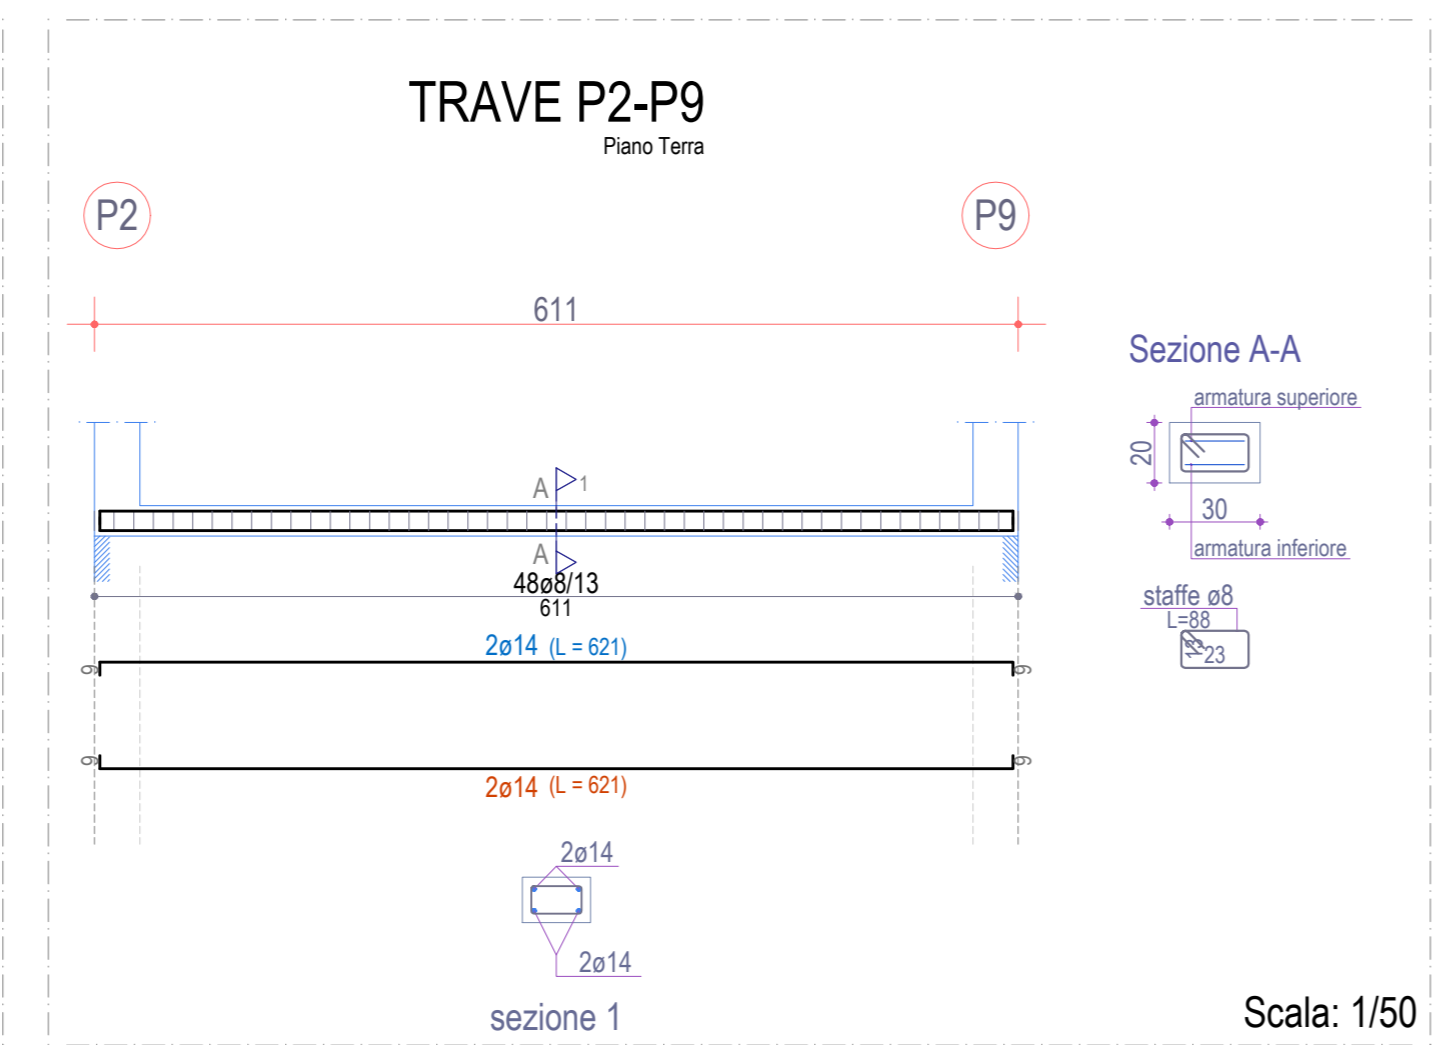 TRAVE P2-P9
Piano Terra
P2
P9
611
Sezione A-A
armatura superiore
20
30
armatura inferiore
A
1
A
48ø8/13
611
staffe ø8
L=88
13
23
2ø14 (L = 621)
9
9
9
9
2ø14 (L = 621)
2ø14
2ø14
sezione 1
Scala: 1/50